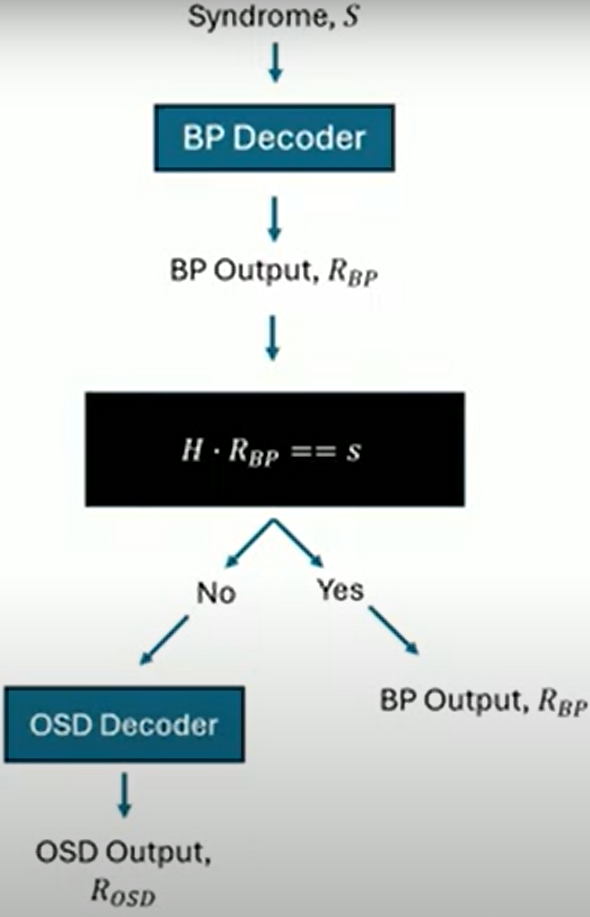 Syndrome, S
BP Decoder
BP Output, R_BP
H · R_BP == s
No
Yes
BP Output, R_BP
OSD Decoder
OSD Output,
R_OSD